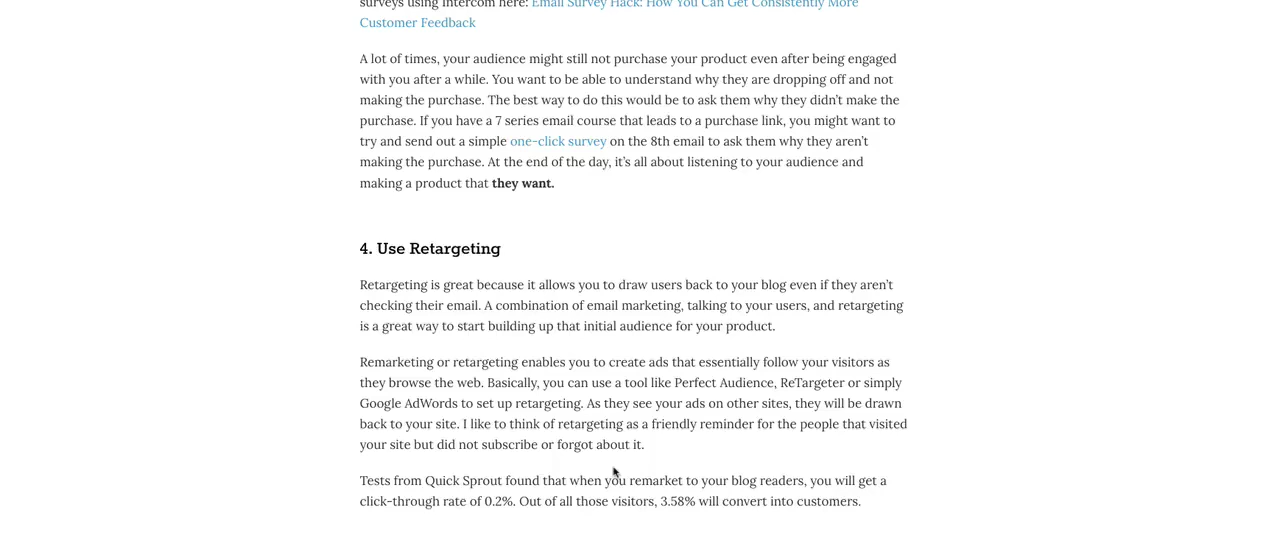 surveys using Intercom here: Email Survey Hack: How You Can Get Consistently More
Customer Feedback
A lot of times, your audience might still not purchase your product even after being engaged
with you after a while. You want to be able to understand why they are dropping off and not
making the purchase. The best way to do this would be to ask them why they didn’t make the
purchase. If you have a 7 series email course that leads to a purchase link, you might want to
try and send out a simple one-click survey on the 8th email to ask them why they aren’t
making the purchase. At the end of the day, it’s all about listening to your audience and
making a product that they want.
4. Use Retargeting
Retargeting is great because it allows you to draw users back to your blog even if they aren’t
checking their email. A combination of email marketing, talking to your users, and retargeting
is a great way to start building up that initial audience for your product.
Remarketing or retargeting enables you to create ads that essentially follow your visitors as
they browse the web. Basically, you can use a tool like Perfect Audience, ReTargeter or simply
Google AdWords to set up retargeting. As they see your ads on other sites, they will be drawn
back to your site. I like to think of retargeting as a friendly reminder for the people that visited
your site but did not subscribe or forgot about it.
Tests from Quick Sprout found that when you remarket to your blog readers, you will get a
click-through rate of 0.2%. Out of all those visitors, 3.58% will convert into customers.